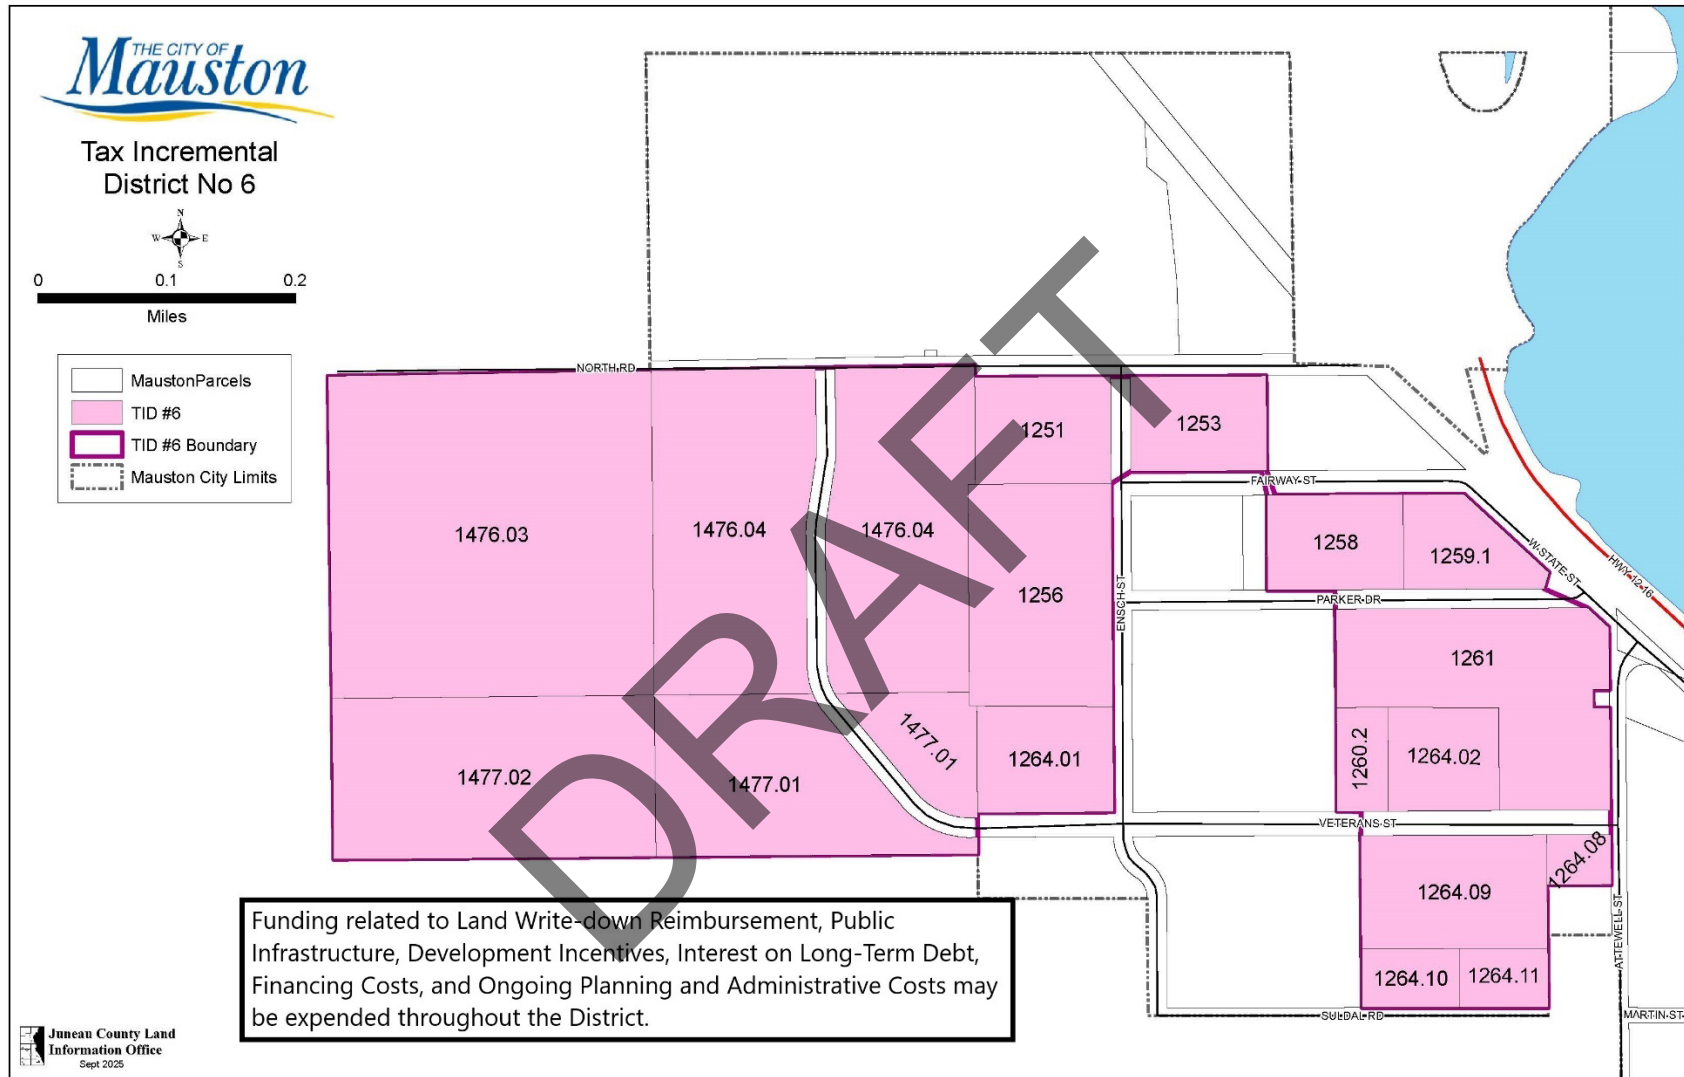 THE CITY OF
Mauston
Tax Incremental
District No 6
N
W E
S
0 0.1 0.2
Miles
MaustonParcels
TID #6
TID #6 Boundary
Mauston City Limits
NORTH RD
1251
1253
FAIRWAY ST
1476.03
1476.04
1476.04
1256
1258
1259.1
W STATE ST
HWY 12 16
ENSCH ST
PARKER DR
1261
1477.02
1477.01
1477.01
1264.01
1260.2
1264.02
VETERANS ST
1264.08
1264.09
ATTEWELL ST
1264.10
1264.11
SULDAL RD
MARTIN ST
DRAFT
Funding related to Land Write-down Reimbursement, Public
Infrastructure, Development Incentives, Interest on Long-Term Debt,
Financing Costs, and Ongoing Planning and Administrative Costs may
be expended throughout the District.
Juneau County Land
Information Office
Sept 2025